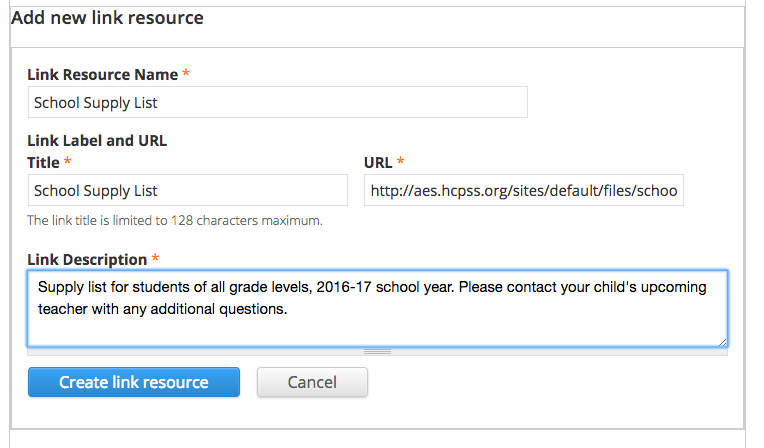 Add new link resource
Link Resource Name *
School Supply List
Link Label and URL
Title *
URL *
School Supply List
http://aes.hcpss.org/sites/default/files/schoo
The link title is limited to 128 characters maximum.
Link Description *
Supply list for students of all grade levels, 2016-17 school year. Please contact your child's upcoming
teacher with any additional questions.
Create link resource
Cancel